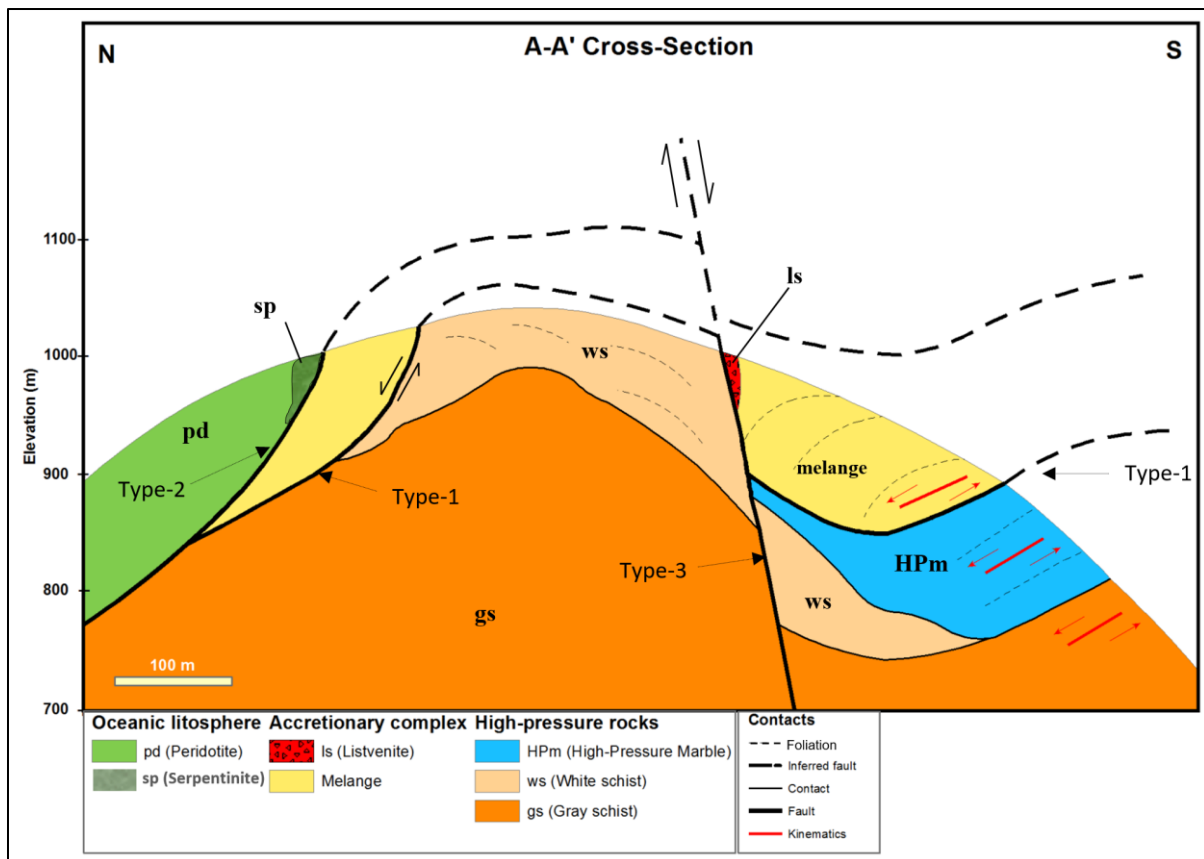 A-A' Cross-Section
N
S
1100
ls
sp
1000
ws
Elevation (m)
pd
melange
900
Type-2
Type-1
Type-1
HPm
Type-3
800
ws
gs
100 m
700
Oceanic litosphere
pd (Peridotite)
sp (Serpentinite)
Accretionary complex
ls (Listvenite)
Melange
High-pressure rocks
HPm (High-Pressure Marble)
ws (White schist)
gs (Gray schist)
Contacts
Foliation
Inferred fault
Contact
Fault
Kinematics